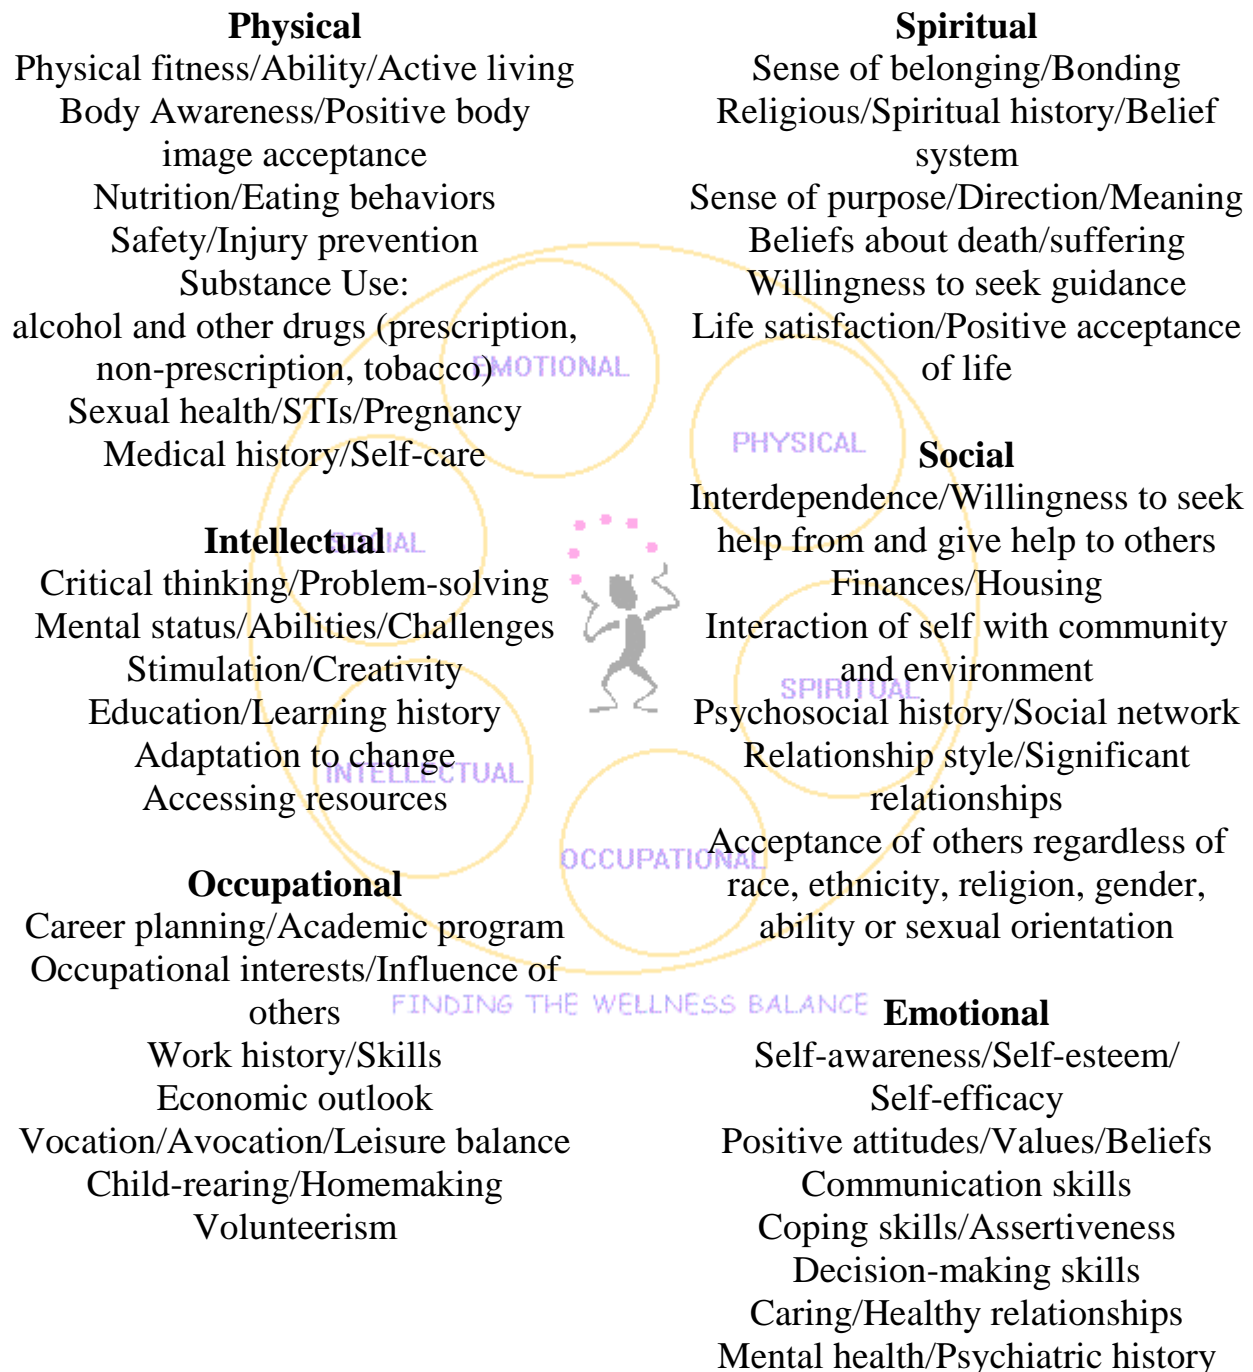 Physical
Physical fitness/Ability/Active living
Body Awareness/Positive body
image acceptance
Nutrition/Eating behaviors
Safety/Injury prevention
Substance Use:
alcohol and other drugs (prescription,
non-prescription, tobacco)
Sexual health/STIs/Pregnancy
Medical history/Self-care
Intellectual
Critical thinking/Problem-solving
Mental status/Abilities/Challenges
Stimulation/Creativity
Education/Learning history
Adaptation to change
Accessing resources
Occupational
Career planning/Academic program
Occupational interests/Influence of
others
Work history/Skills
Economic outlook
Vocation/Avocation/Leisure balance
Child-rearing/Homemaking
Volunteerism
Spiritual
Sense of belonging/Bonding
Religious/Spiritual history/Belief
system
Sense of purpose/Direction/Meaning
Beliefs about death/suffering
Willingness to seek guidance
Life satisfaction/Positive acceptance
of life
Social
Interdependence/Willingness to seek
help from and give help to others
Finances/Housing
Interaction of self with community
and environment
Psychosocial history/Social network
Relationship style/Significant
relationships
Acceptance of others regardless of
race, ethnicity, religion, gender,
ability or sexual orientation
Emotional
Self-awareness/Self-esteem/
Self-efficacy
Positive attitudes/Values/Beliefs
Communication skills
Coping skills/Assertiveness
Decision-making skills
Caring/Healthy relationships
Mental health/Psychiatric history
EMOTIONAL
PHYSICAL
SOCIAL
SPIRITUAL
INTELLECTUAL
OCCUPATIONAL
FINDING THE WELLNESS BALANCE